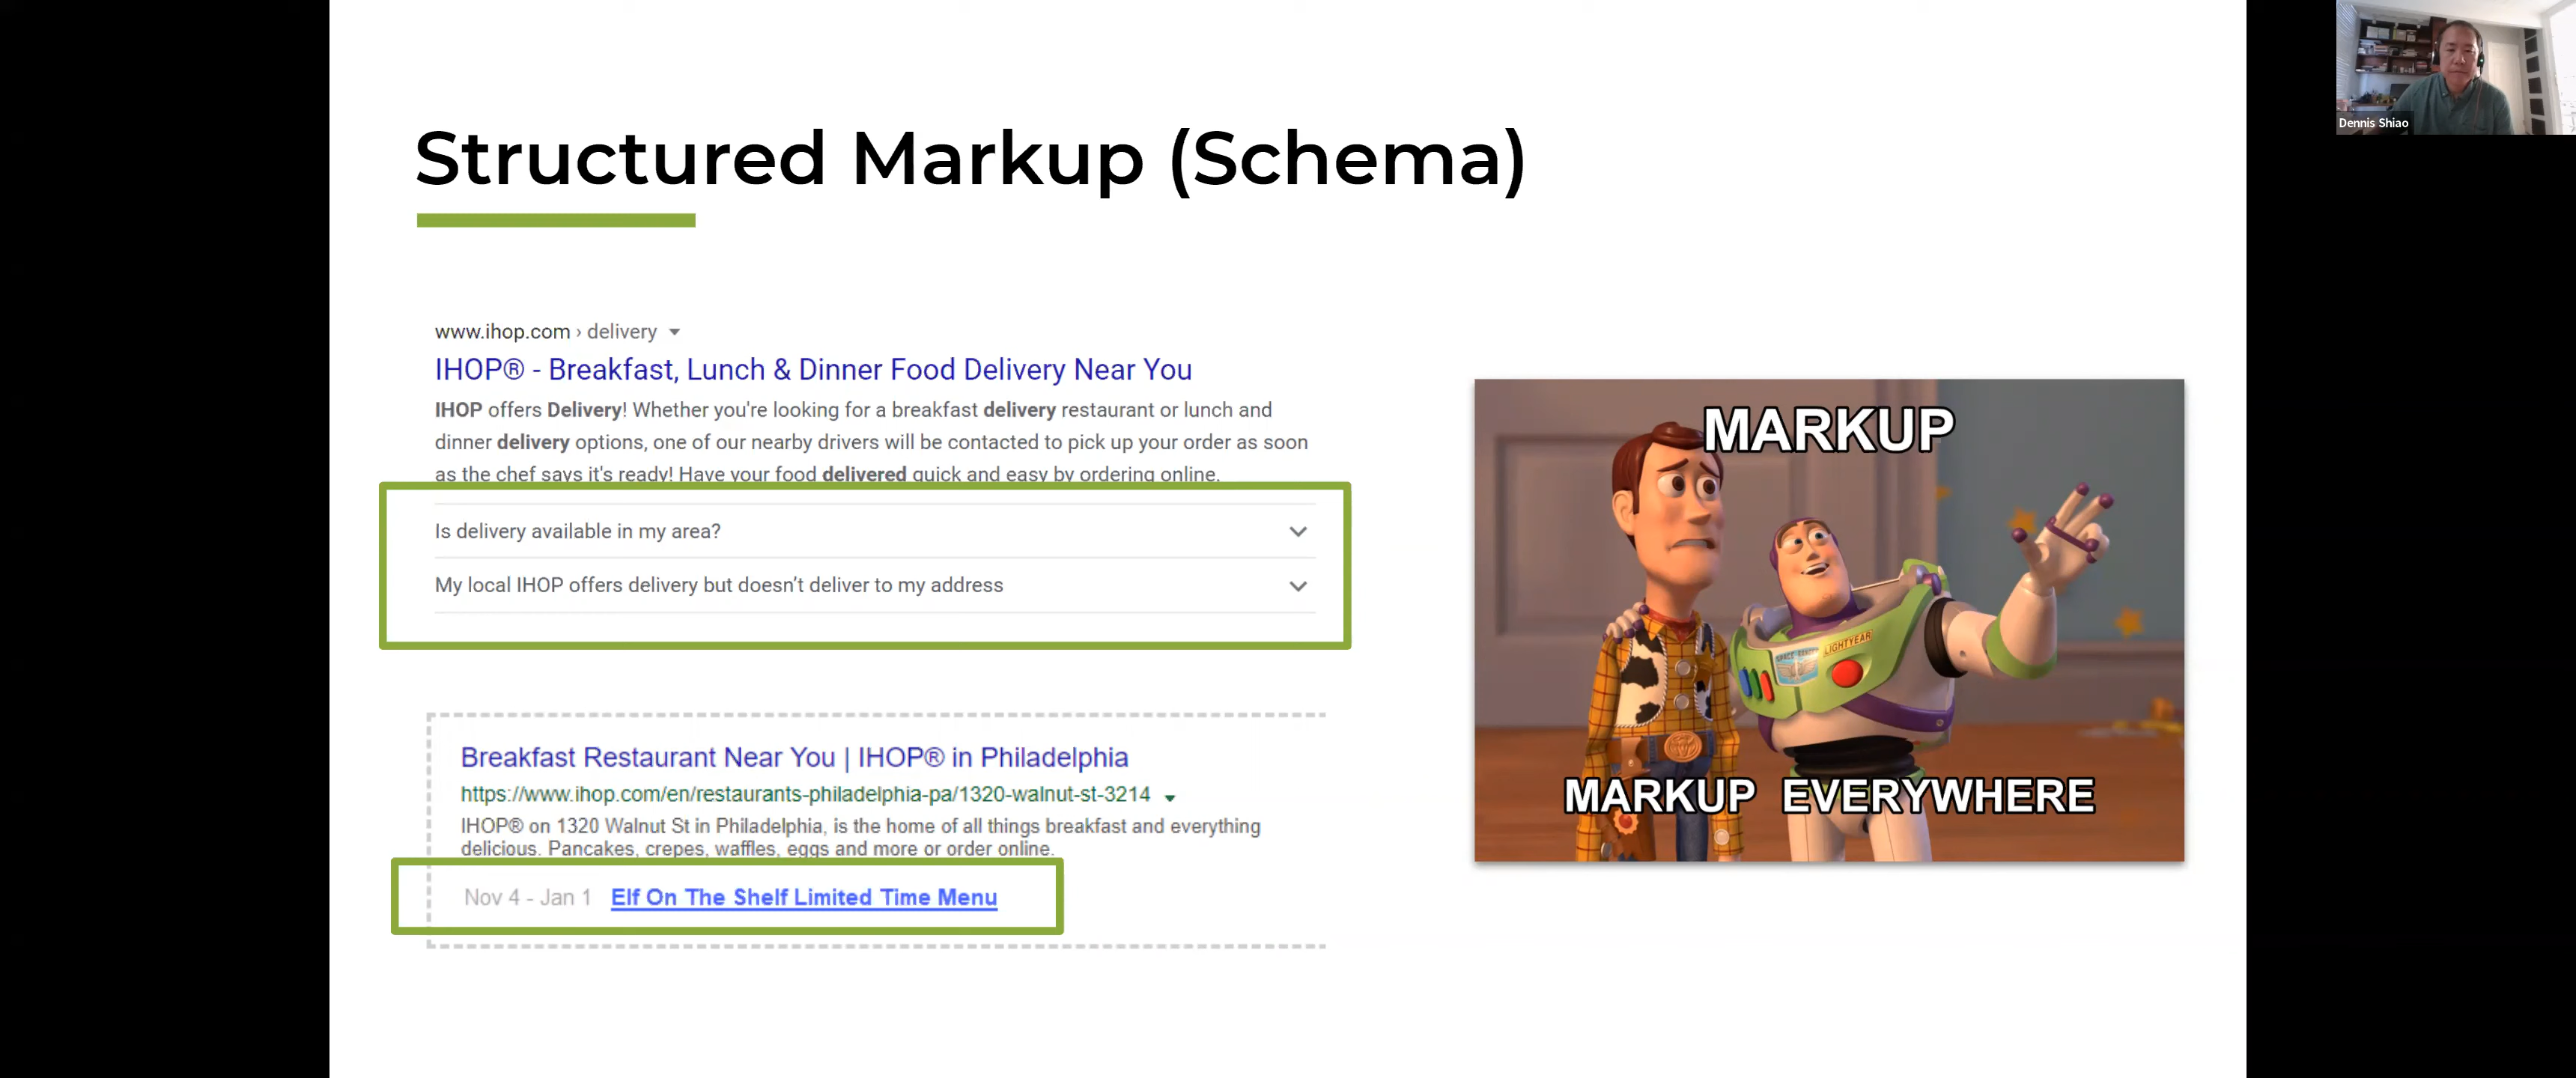 Dennis Shiao
Structured Markup (Schema)
www.ihop.com › delivery
IHOP® - Breakfast, Lunch & Dinner Food Delivery Near You
IHOP offers Delivery! Whether you're looking for a breakfast delivery restaurant or lunch and
dinner delivery options, one of our nearby drivers will be contacted to pick up your order as soon
as the chef says it's ready! Have your food delivered quick and easy by ordering online.
Is delivery available in my area?
My local IHOP offers delivery but doesn’t deliver to my address
Breakfast Restaurant Near You | IHOP® in Philadelphia
https://www.ihop.com/en/restaurants-philadelphia-pa/1320-walnut-st-3214
IHOP® on 1320 Walnut St in Philadelphia, is the home of all things breakfast and everything
delicious. Pancakes, crepes, waffles, eggs and more or order online.
Nov 4 - Jan 1 Elf On The Shelf Limited Time Menu
MARKUP
LIGHTYEAR
MARKUP EVERYWHERE